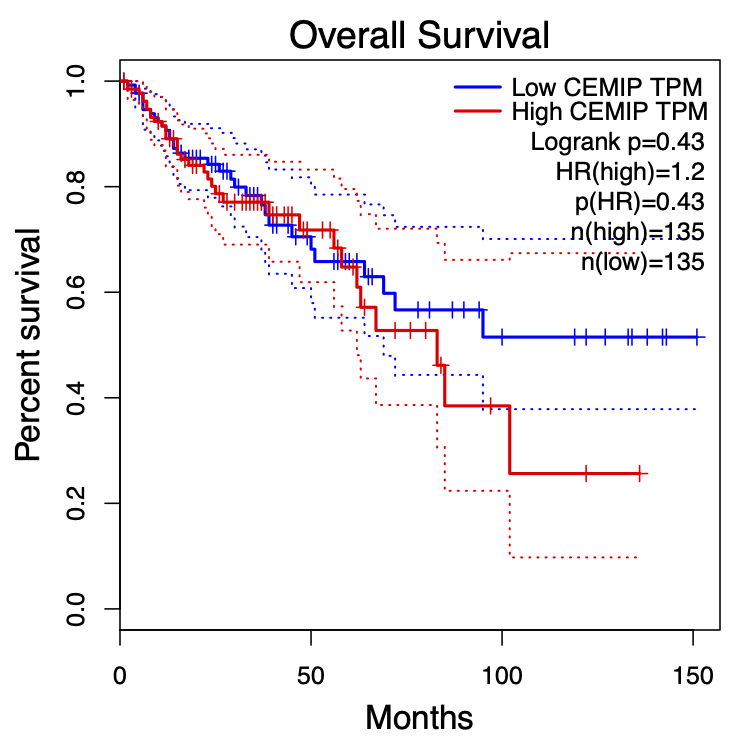 Overall Survival
Low CEMIP TPM
High CEMIP TPM
Logrank p=0.43
HR(high)=1.2
p(HR)=0.43
n(high)=135
n(low)=135
Percent survival
1.0
0.8
0.6
0.4
0.2
0.0
0
50
100
150
Months